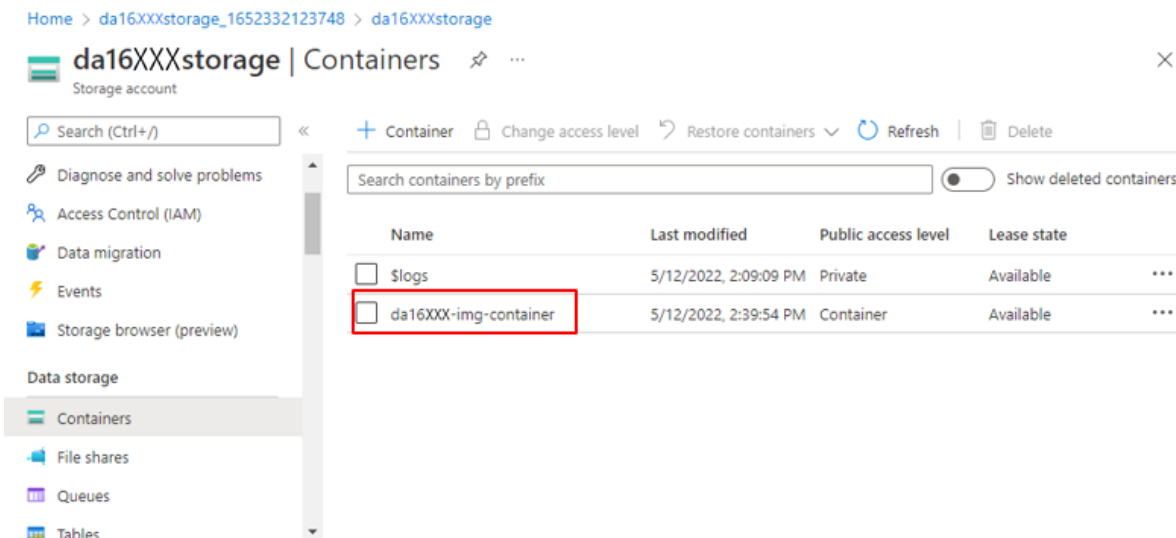 Home > da16XXXstorage_1652332123748 > da16XXXstorage
da16XXXstorage | Containers
Storage account
Search (Ctrl+/)
+ Container Change access level Restore containers Refresh Delete
Diagnose and solve problems
Search containers by prefix Show deleted containers
Access Control (IAM)
Name Last modified Public access level Lease state
Data migration
$logs 5/12/2022, 2:09:09 PM Private Available
Events
da16XXX-img-container 5/12/2022, 2:39:54 PM Container Available
Storage browser (preview)
Data storage
Containers
File shares
Queues
Tables